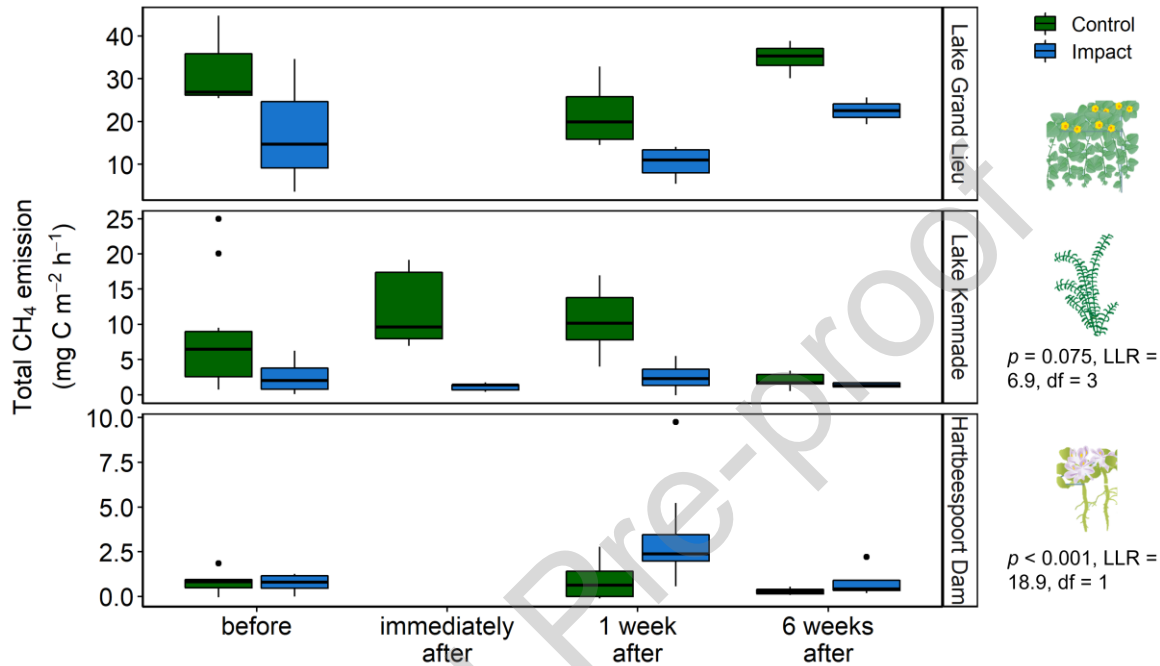 Control
Impact
Total CH₄ emission
(mg C m⁻² h⁻¹)
40
30
20
10
Lake Grand Lieu
25
20
15
10
5
0
Lake Kemnade
p = 0.075, LLR =
6.9, df = 3
10.0
7.5
5.0
2.5
0.0
Hartbeespoort Dam
p < 0.001, LLR =
18.9, df = 1
before
immediately
after
1 week
after
6 weeks
after
Pre-proof